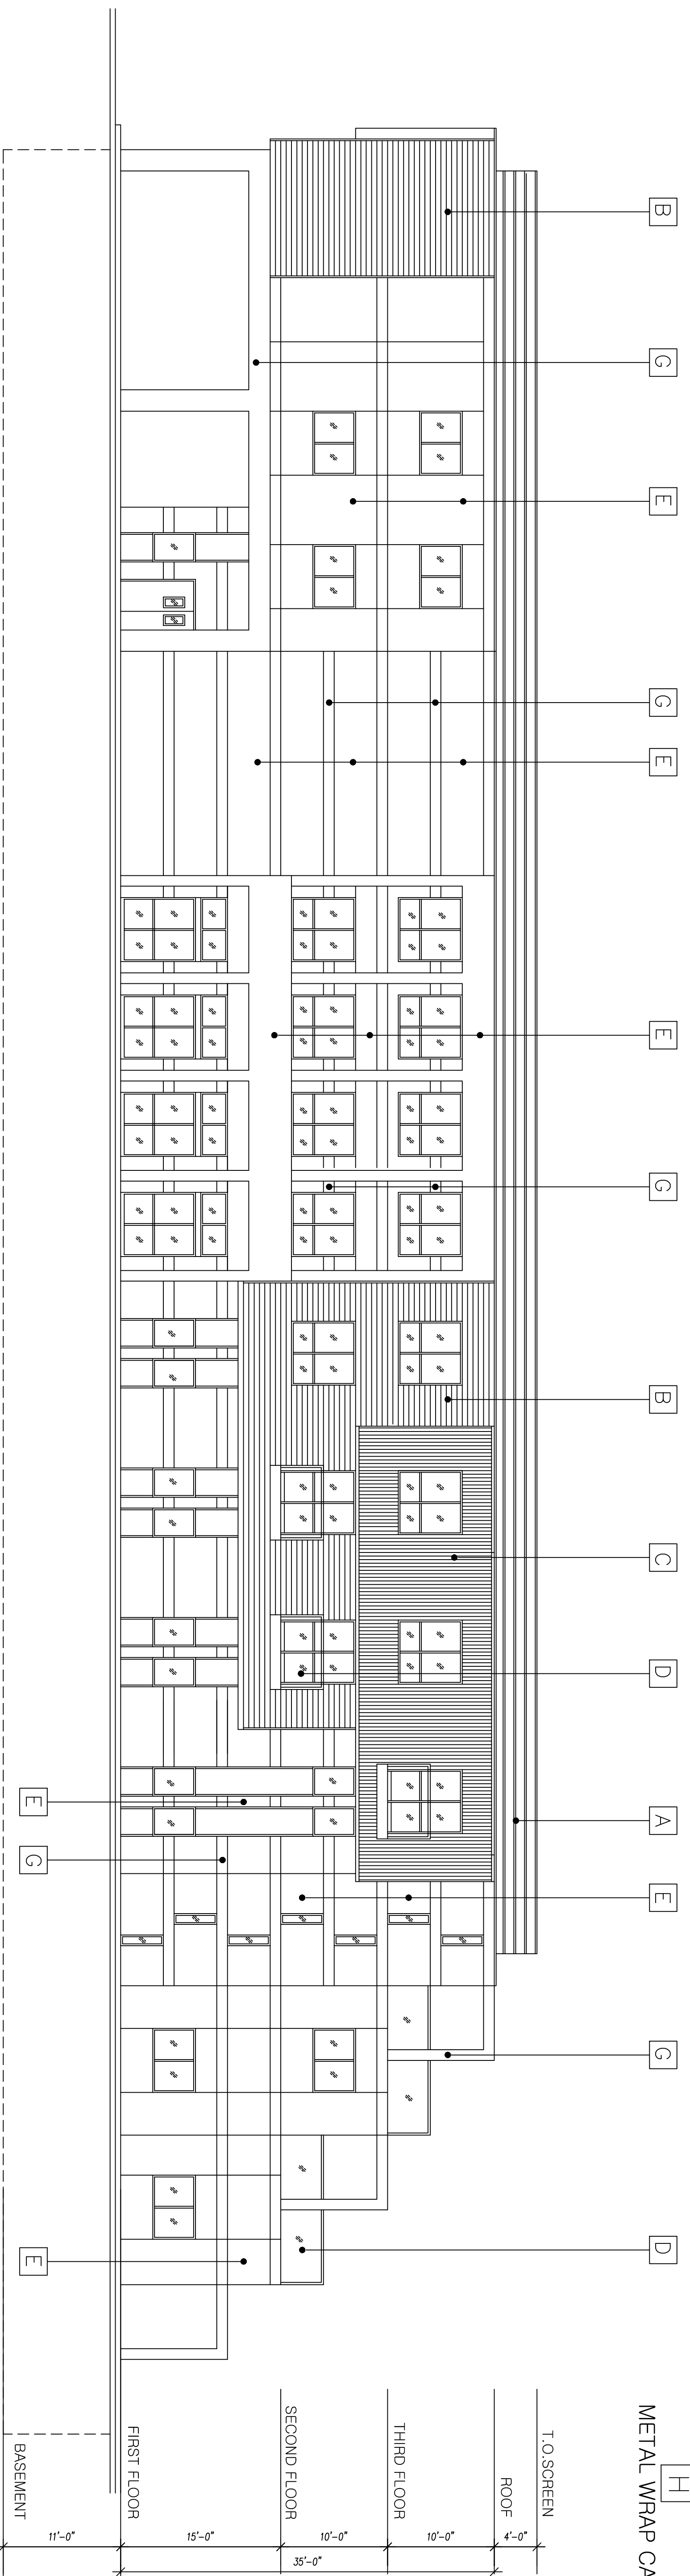 B
G
E
G
E
E
G
B
C
D
A
E
G
D
E
G
E
H
METAL WRAP CA
T.O.SCREEN
ROOF
THIRD FLOOR
SECOND FLOOR
FIRST FLOOR
BASEMENT
4'-0"
10'-0"
10'-0"
15'-0"
11'-0"
35'-0"